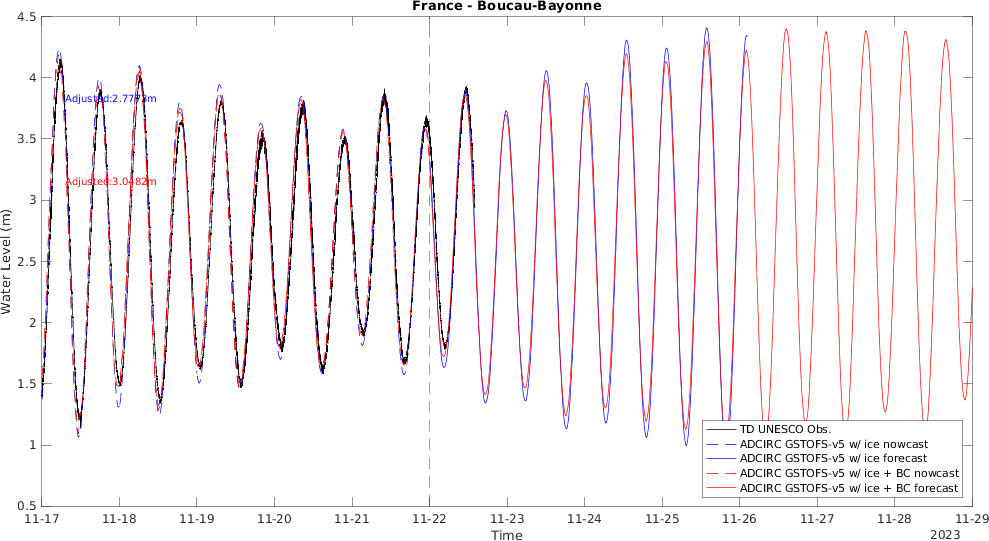 France - Boucau-Bayonne
4.5
4
3.5
3
2.5
2
1.5
1
0.5
Water Level (m)
Adjusted:3.0482m
TD UNESCO Obs.
ADCIRC GSTOFS-v5 w/ ice nowcast
ADCIRC GSTOFS-v5 w/ ice forecast
ADCIRC GSTOFS-v5 w/ ice + BC nowcast
ADCIRC GSTOFS-v5 w/ ice + BC forecast
11-17 11-18 11-19 11-20 11-21 11-22 11-23 11-24 11-25 11-26 11-27 11-28 11-29
Time
2023